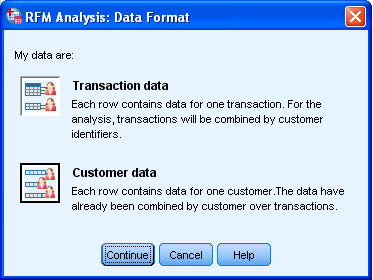 RFM Analysis: Data Format
My data are:
Transaction data
Each row contains data for one transaction. For the
analysis, transactions will be combined by customer
identifiers.
Customer data
Each row contains data for one customer.The data have
already been combined by customer over transactions.
Continue Cancel Help